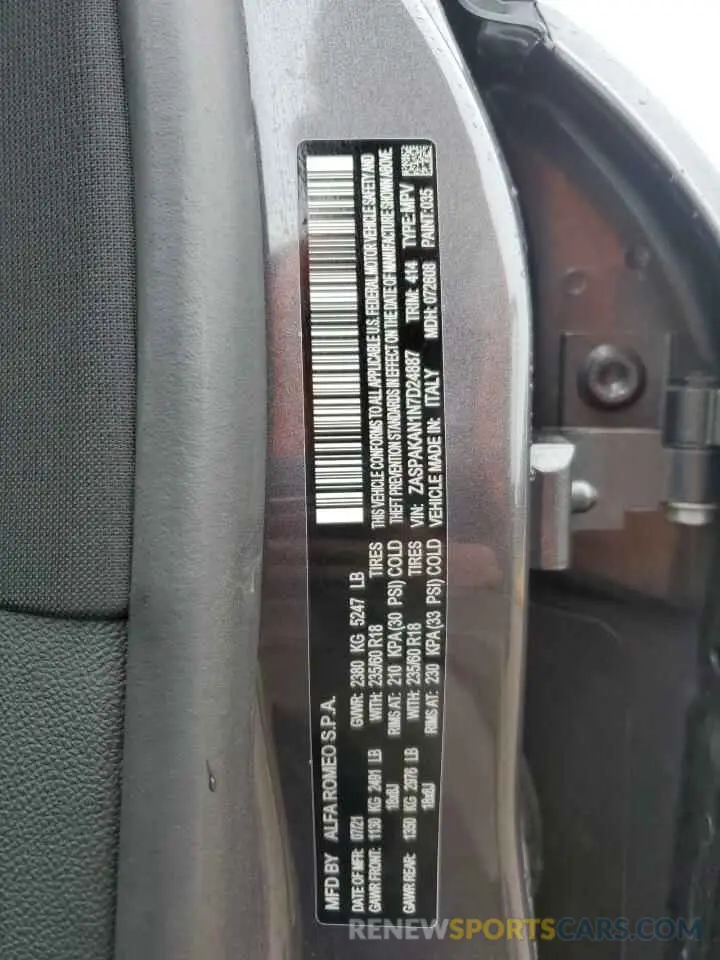 MFD BY ALFA ROMEO S.P.A.
DATE OF MFR: 07/21 GVWR: 2380 KG 5247 LB
GAWR FRONT: 1130 KG 2491 LB WITH: 235/60 R18 TIRES
18x8J RIMS AT: 210 KPA(30 PSI) COLD
GAWR REAR: 1350 KG 2976 LB WITH: 235/60 R18 TIRES
18x8J RIMS AT: 230 KPA(33 PSI) COLD
THIS VEHICLE CONFORMS TO ALL APPLICABLE U.S. FEDERAL MOTOR VEHICLE SAFETY AND
THEFT PREVENTION STANDARDS IN EFFECT ON THE DATE OF MANUFACTURE SHOWN ABOVE.
VIN: ZASPAKAN1N7D24887 TRIM: 414 TYPE:MPV
VEHICLE MADE IN: ITALY MDH: 072608 PAINT:035
RENEWSPORTSCARS.COM